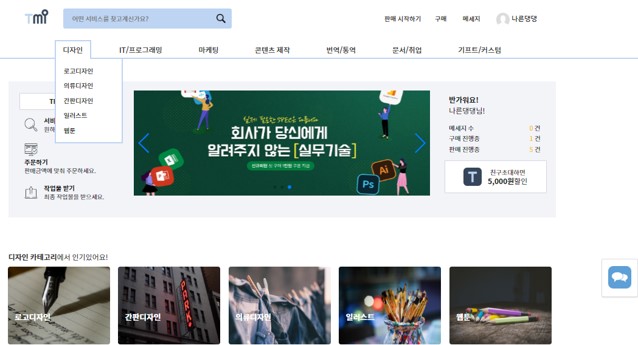 TMI
어떤 서비스를 찾고계신가요?
판매 시작하기
구매
메세지
나른댕댕
디자인
IT/프로그래밍
마케팅
콘텐츠 제작
번역/통역
문서/취업
기프트/커스텀
로고디자인
의류디자인
간판디자인
일러스트
웹툰
주문하기
판매금액에 맞춰 주문하세요.
작업물 받기
최종 작업물을 받으세요.
회사가 당신에게
알려주지 않는 [실무기술]
Ps
Ai
반가워요!
나른댕댕님!
메세지 수 0 건
구매 진행중 1 건
판매 진행중 5 건
T
친구초대하면
5,000원할인
디자인 카테고리에서 인기있어요!
로고디자인
간판디자인
PARK
의류디자인
일러스트
웹툰